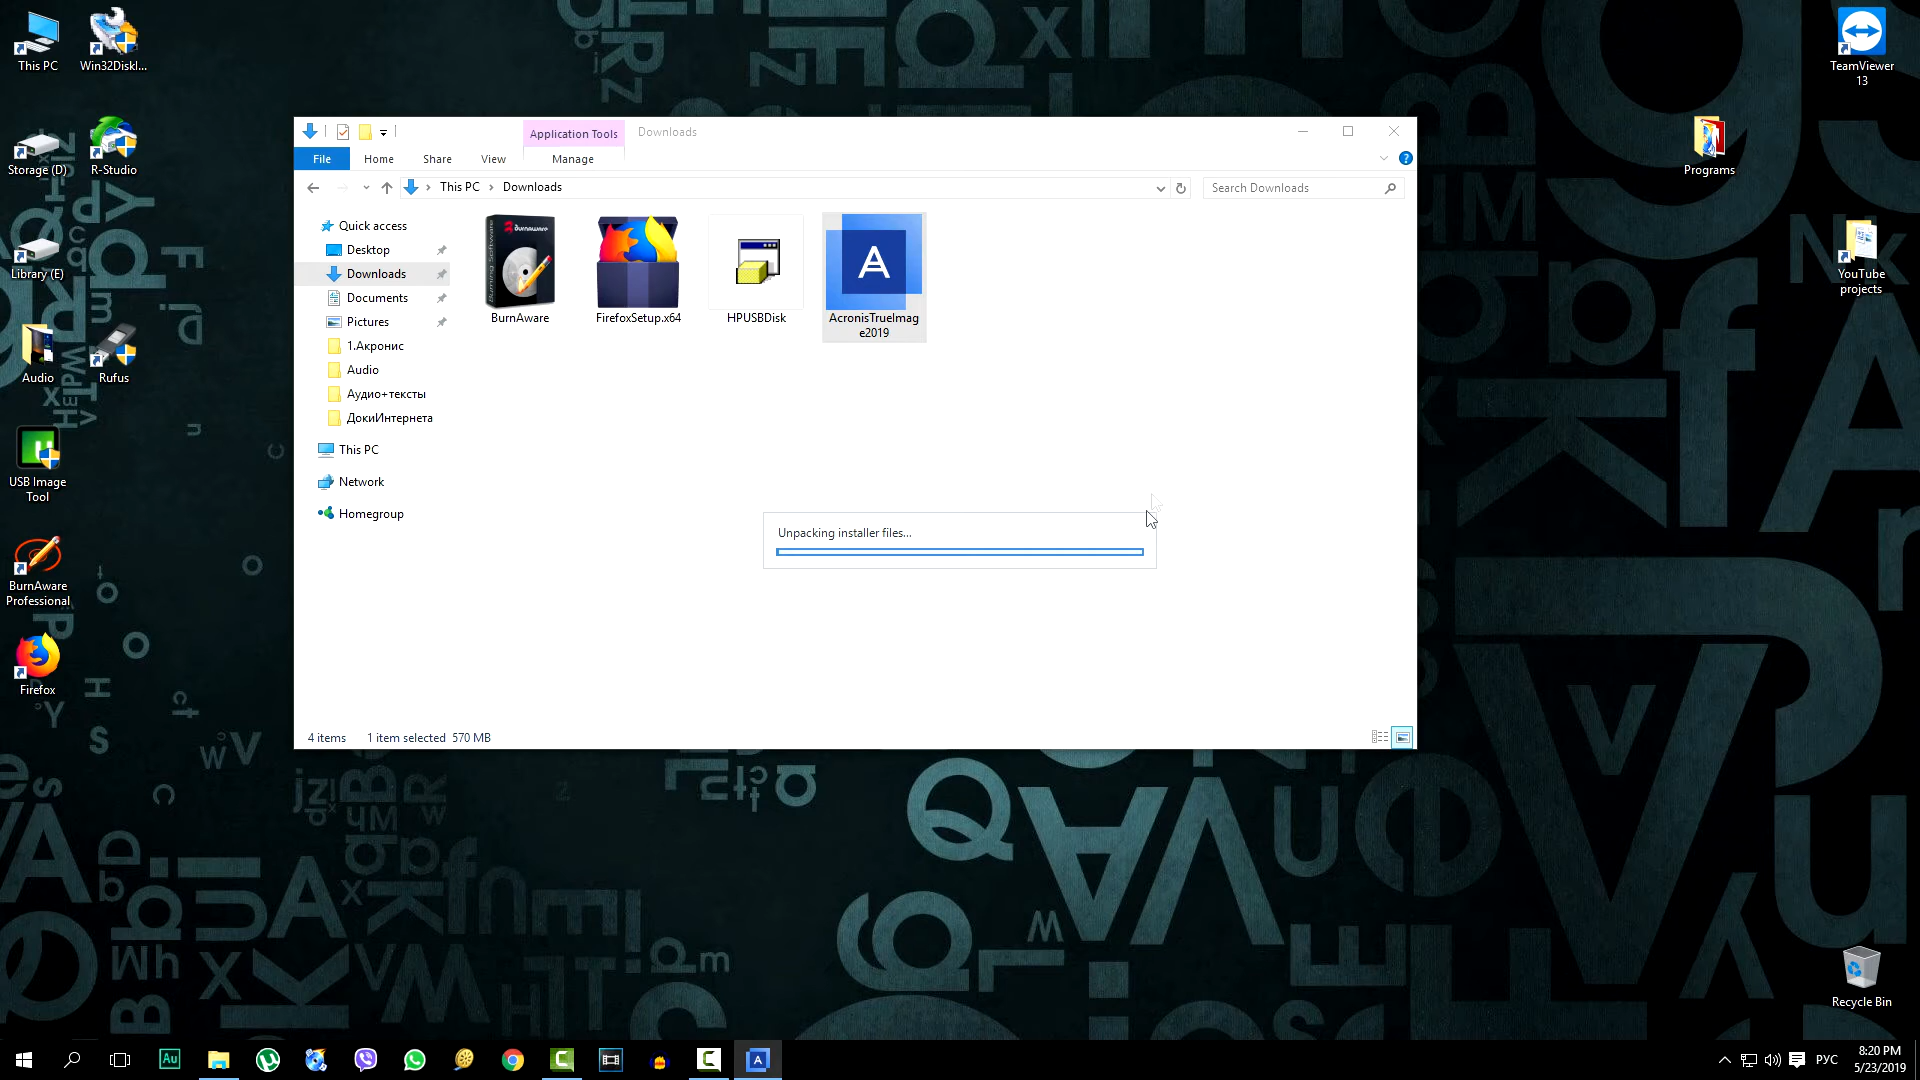 This PC
Win32DiskI...
Storage (D)
R-Studio
Library (E)
Audio
Rufus
USB Image
Tool
BurnAware
Professional
Firefox
TeamViewer
13
Programs
YouTube
projects
Recycle Bin
Application Tools
Downloads
File
Home
Share
View
Manage
This PC
Downloads
Search Downloads
Quick access
Desktop
Downloads
Documents
Pictures
1.Акронис
Audio
Аудио+тексты
ДокиИнтернета
This PC
Network
Homegroup
BurnAware
FirefoxSetup.x64
HPUSBDisk
AcronisTrueImag
e2019
Unpacking installer files...
4 items
1 item selected 570 MB
Au
РУС
8:20 PM
5/23/2019